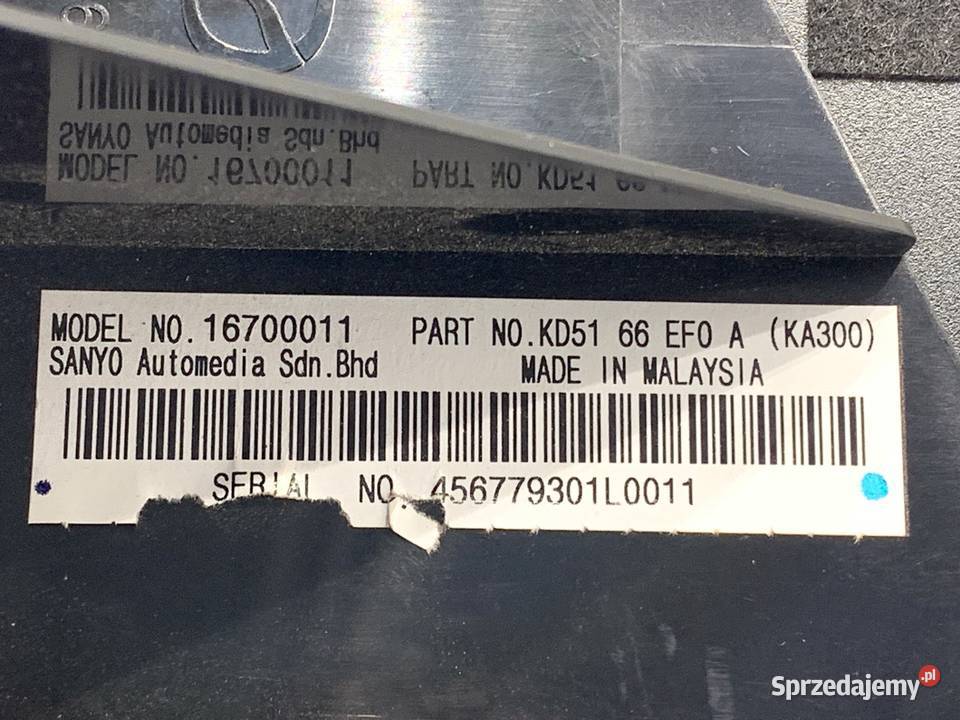 SANYO Automedia Sdn.Bhd
MODEL NO.16700011 PART NO.KD51 66
MODEL NO.16700011 PART NO.KD51 66 EF0 A (KA300)
SANYO Automedia Sdn.Bhd MADE IN MALAYSIA
SERIAL NO. 456779301L0011
Sprzedajemy.pl